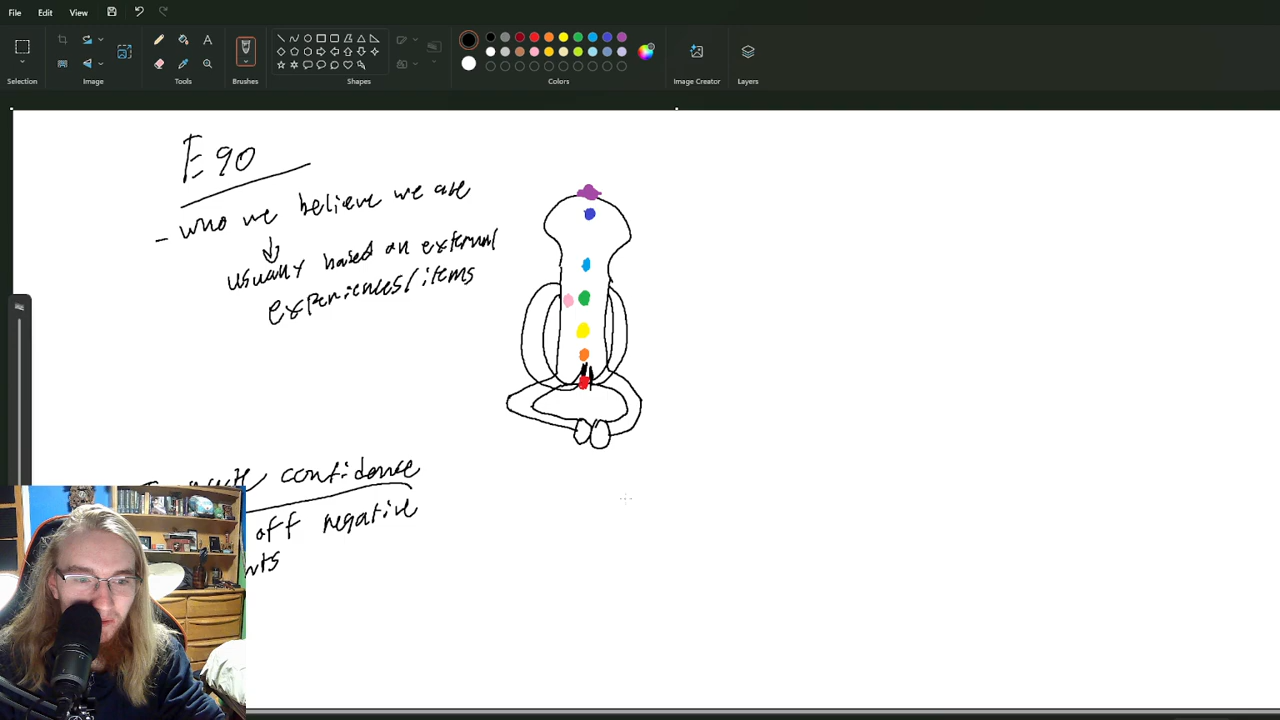 File Edit View
Selection Image Tools Brushes Shapes Colors Image Creator Layers
Ego
- who we believe we are
usually based on external
experiences/items
confidence
off negative
nts